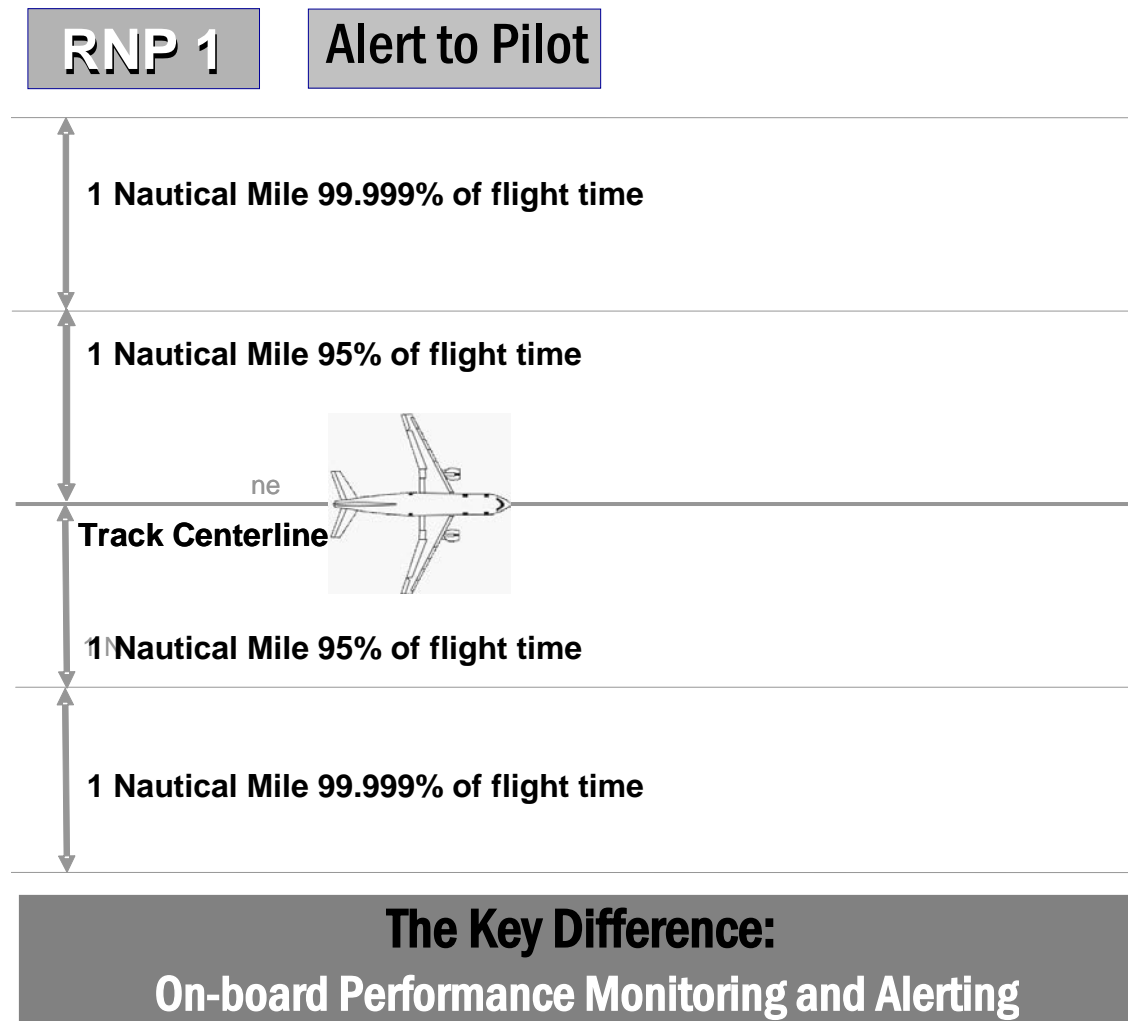 RNP 1
Alert to Pilot
1 Nautical Mile 99.999% of flight time
1 Nautical Mile 95% of flight time
ne
Track Centerline
1 N
1 Nautical Mile 95% of flight time
1 Nautical Mile 99.999% of flight time
The Key Difference:
On-board Performance Monitoring and Alerting